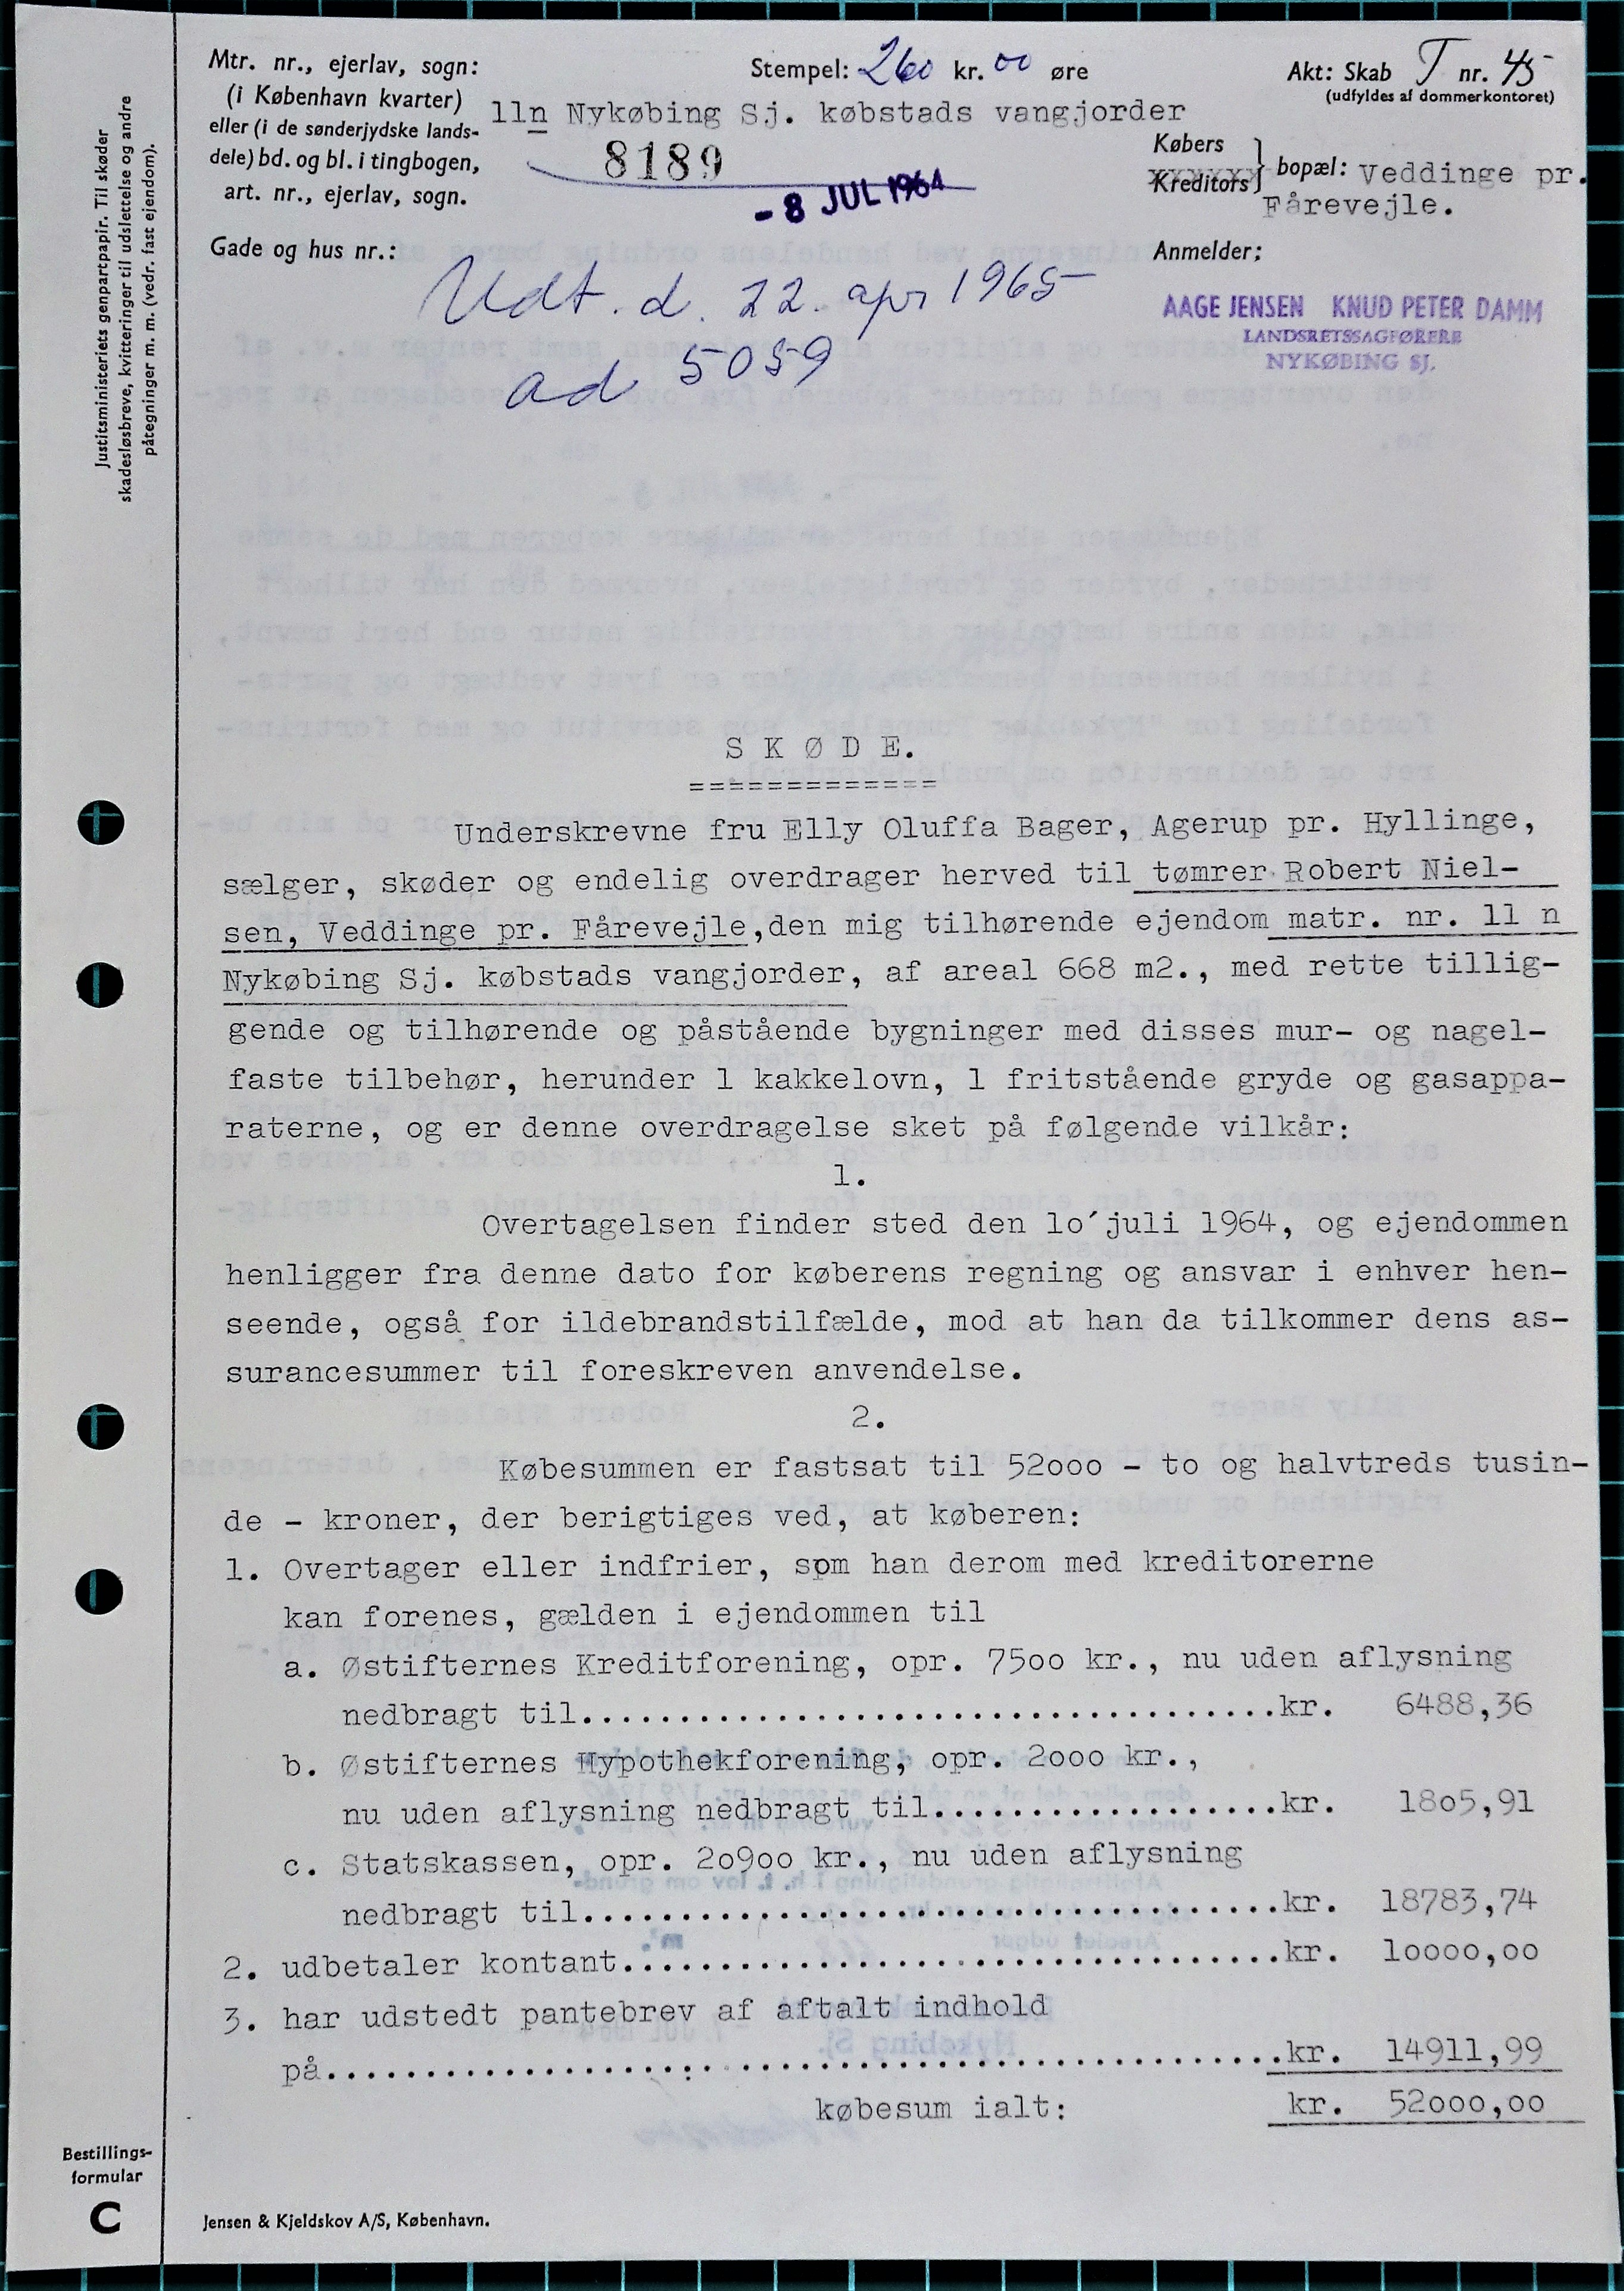 Mtr. nr., ejerlav, sogn:
(i København kvarter)
eller (i de sønderjydske lands-
dele) bd. og bl. i tingbogen,
art. nr., ejerlav, sogn.
Stempel: 260 kr. 00 øre
Akt: Skab T nr. 45
(udfyldes af dommerkontoret)
11n Nykøbing Sj. købstads vangjorder
8189
- 8 JUL 1964
Købers
Kreditors
bopæl: Veddinge pr.
Fårevejle.
Gade og hus nr.:
Udt. d. 22. apr 1965
ad 5059
Anmelder:
AAGE JENSEN KNUD PETER DAMM
LANDSRETSSAGFØRERE
NYKØBING SJ.
Justitsministeriets genpartpapir. Til skøder
skadesløsbreve, kvitteringer til udslettelse og andre
påtegninger m. m. (vedr. fast ejendom).
S K Ø D E.
=============
Underskrevne fru Elly Oluffa Bager, Agerup pr. Hyllinge,
sælger, skøder og endelig overdrager herved til tømrer Robert Niel-
sen, Veddinge pr. Fårevejle,den mig tilhørende ejendom matr. nr. 11 n
Nykøbing Sj. købstads vangjorder, af areal 668 m2., med rette tillig-
gende og tilhørende og påstående bygninger med disses mur- og nagel-
faste tilbehør, herunder 1 kakkelovn, 1 fritstående gryde og gasappa-
raterne, og er denne overdragelse sket på følgende vilkår:
1.
Overtagelsen finder sted den 1o´juli 1964, og ejendommen
henligger fra denne dato for køberens regning og ansvar i enhver hen-
seende, også for ildebrandstilfælde, mod at han da tilkommer dens as-
surancesummer til foreskreven anvendelse.
2.
Købesummen er fastsat til 52ooo - to og halvtreds tusin-
de - kroner, der berigtiges ved, at køberen:
1. Overtager eller indfrier, som han derom med kreditorerne
kan forenes, gælden i ejendommen til
a. Østifternes Kreditforening, opr. 75oo kr., nu uden aflysning
nedbragt til....................................kr. 6488,36
b. Østifternes Hypothekforening, opr. 2ooo kr.,
nu uden aflysning nedbragt til..................kr. 18o5,91
c. Statskassen, opr. 2o9oo kr., nu uden aflysning
nedbragt til....................................kr. 18783,74
2. udbetaler kontant..................................kr. 1oooo,oo
3. har udstedt pantebrev af aftalt indhold
på.................................................kr. 14911,99
købesum ialt: kr. 52ooo,oo
Bestillings-
formular
C
Jensen & Kjeldskov A/S, København.